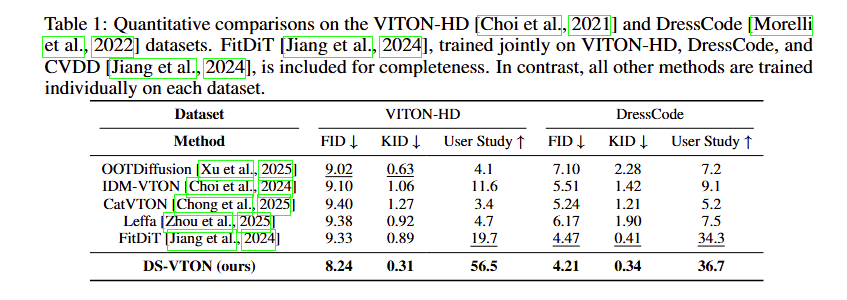 Table 1: Quantitative comparisons on the VITON-HD [Choi et al., 2021] and DressCode [Morelli
et al., 2022] datasets. FitDiT [Jiang et al., 2024], trained jointly on VITON-HD, DressCode, and
CVDD [Jiang et al., 2024], is included for completeness. In contrast, all other methods are trained
individually on each dataset.
Dataset VITON-HD DressCode
Method FID ↓ KID ↓ User Study ↑ FID ↓ KID ↓ User Study ↑
OOTDiffusion [Xu et al., 2025] 9.02 0.63 4.1 7.10 2.28 7.2
IDM-VTON [Choi et al., 2024] 9.10 1.06 11.6 5.51 1.42 9.1
CatVTON [Chong et al., 2025] 9.40 1.27 3.4 5.24 1.21 5.2
Leffa [Zhou et al., 2025] 9.38 0.92 4.7 6.17 1.90 7.5
FitDiT [Jiang et al., 2024] 9.33 0.89 19.7 4.47 0.41 34.3
DS-VTON (ours) 8.24 0.31 56.5 4.21 0.34 36.7